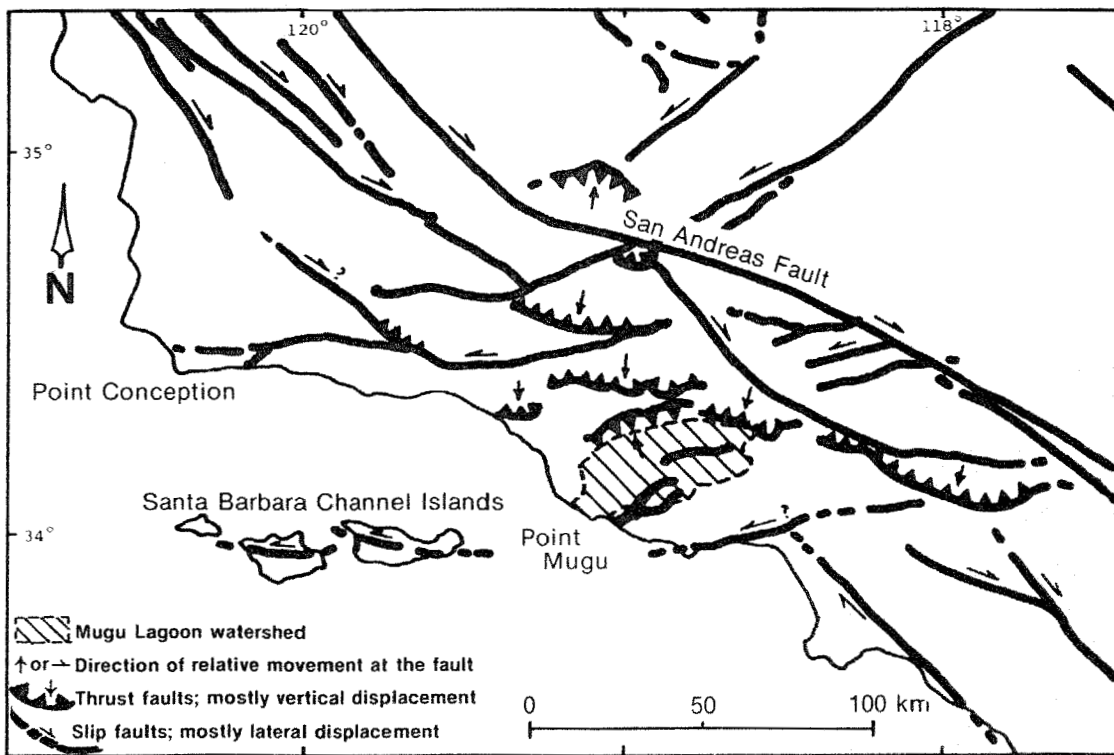 120°
118°
35°
San Andreas Fault
?
N
Point Conception
Santa Barbara Channel Islands
?
34°
Point
Mugu
Mugu Lagoon watershed
or Direction of relative movement at the fault
Thrust faults; mostly vertical displacement
Slip faults; mostly lateral displacement
0 50 100 km